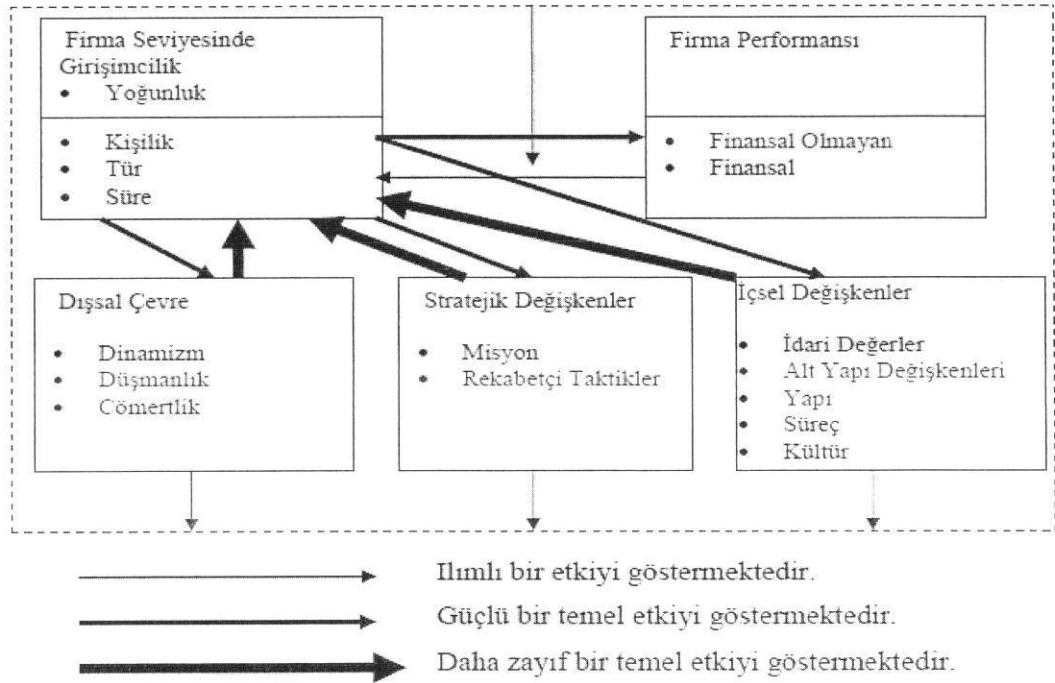 Firma Seviyesinde
Girişimcilik
• Yoğunluk
• Kişilik
• Tür
• Süre
Firma Performansı
• Finansal Olmayan
• Finansal
Dışsal Çevre
• Dinamizm
• Düşmanlık
• Cömertlik
Stratejik Değişkenler
• Misyon
• Rekabetçi Taktikler
İçsel Değişkenler
• İdari Değerler
• Alt Yapı Değişkenleri
• Yapı
• Süreç
• Kültür
Ilımlı bir etkiyi göstermektedir.
Güçlü bir temel etkiyi göstermektedir.
Daha zayıf bir temel etkiyi göstermektedir.